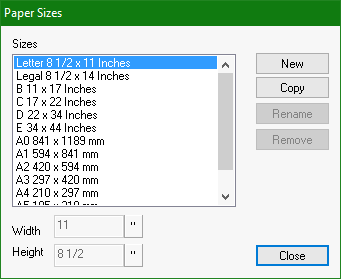 Paper Sizes
Sizes
Letter 8 1/2 x 11 Inches
Legal 8 1/2 x 14 Inches
B 11 x 17 Inches
C 17 x 22 Inches
D 22 x 34 Inches
E 34 x 44 Inches
A0 841 x 1189 mm
A1 594 x 841 mm
A2 420 x 594 mm
A3 297 x 420 mm
A4 210 x 297 mm
New
Copy
Rename
Remove
Width 11 "
Height 8 1/2 "
Close